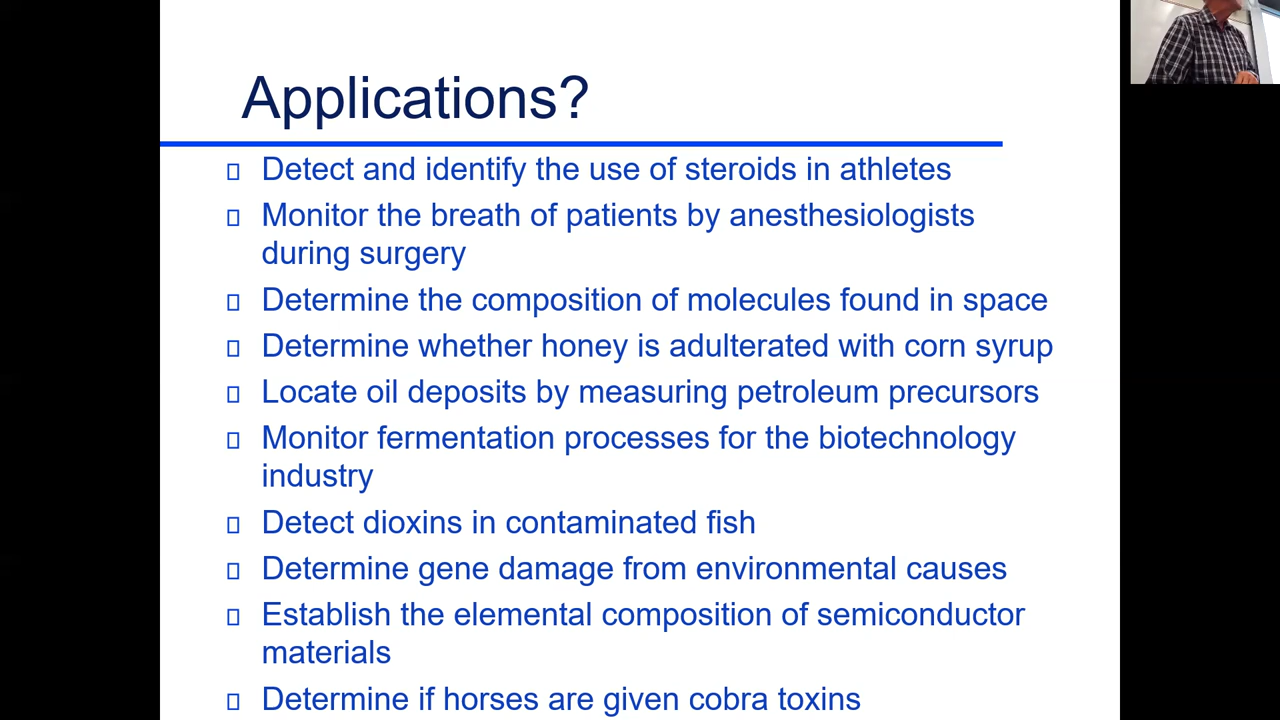 Applications?
Detect and identify the use of steroids in athletes
Monitor the breath of patients by anesthesiologists
during surgery
Determine the composition of molecules found in space
Determine whether honey is adulterated with corn syrup
Locate oil deposits by measuring petroleum precursors
Monitor fermentation processes for the biotechnology
industry
Detect dioxins in contaminated fish
Determine gene damage from environmental causes
Establish the elemental composition of semiconductor
materials
Determine if horses are given cobra toxins